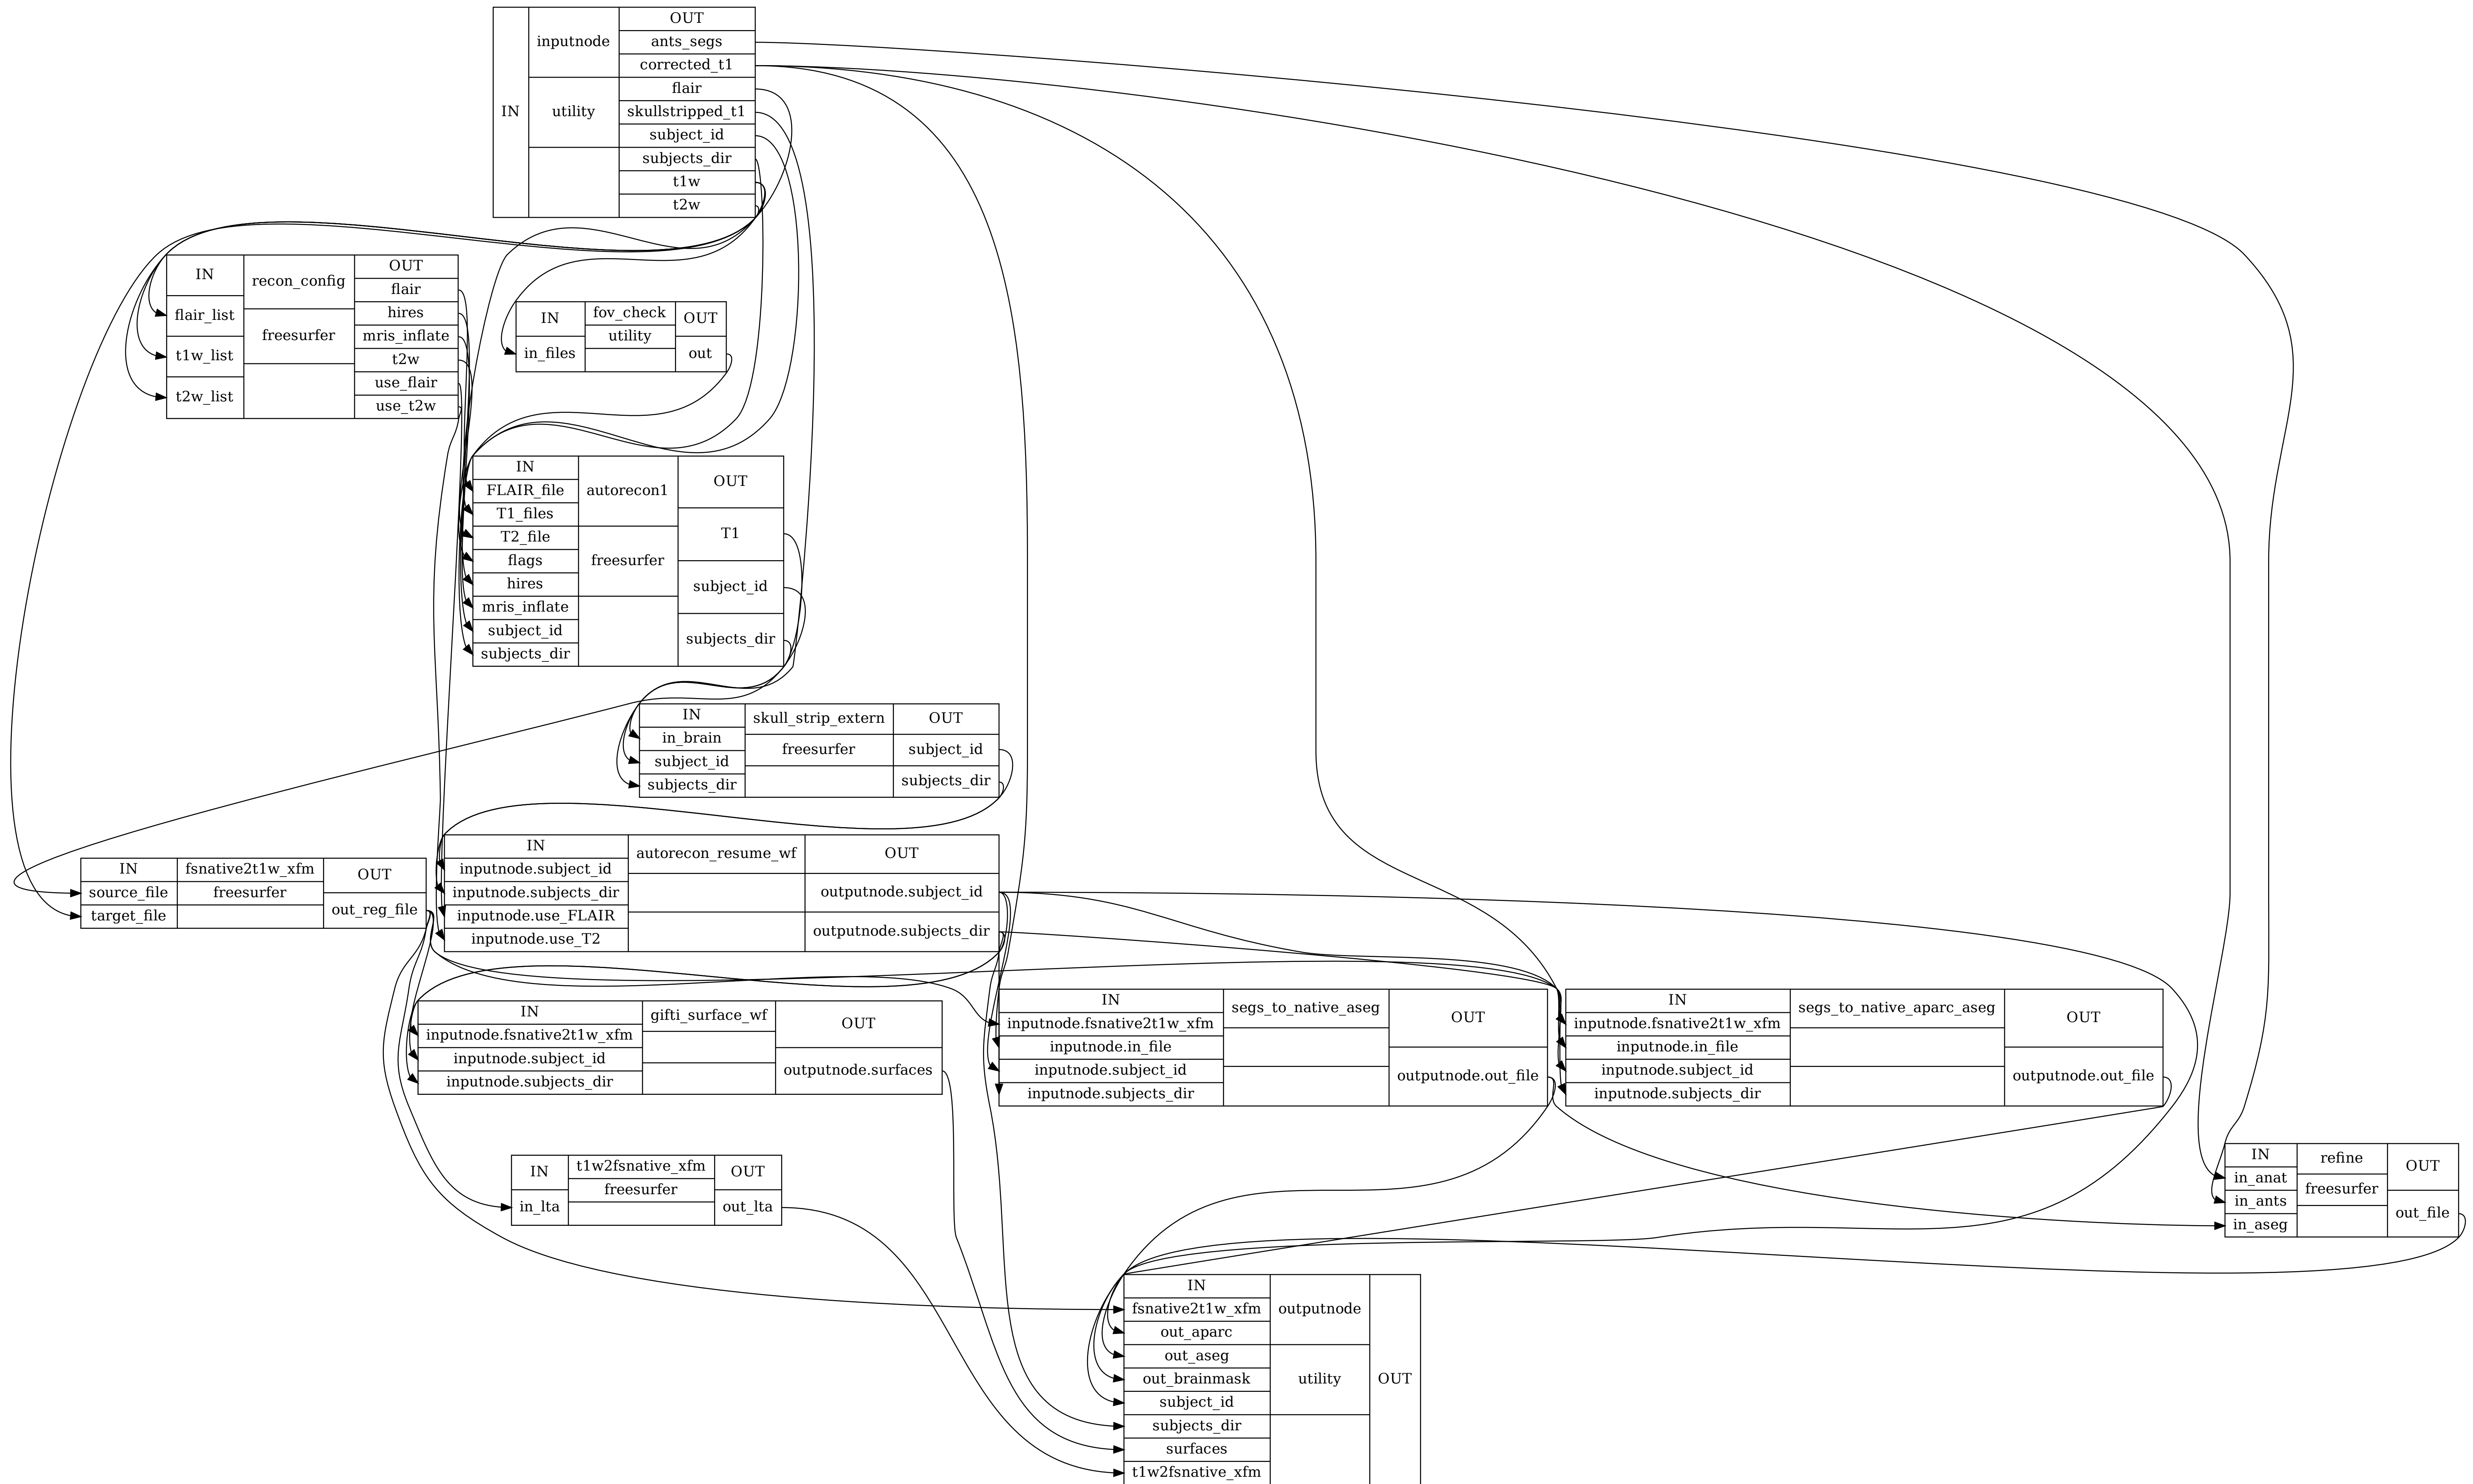 IN
inputnode
utility
OUT
ants_segs
corrected_t1
flair
skullstripped_t1
subject_id
subjects_dir
t1w
t2w
IN
flair_list
t1w_list
t2w_list
recon_config
freesurfer
OUT
flair
hires
mris_inflate
t2w
use_flair
use_t2w
IN
in_files
fov_check
utility
OUT
out
IN
FLAIR_file
T1_files
T2_file
flags
hires
mris_inflate
subject_id
subjects_dir
autorecon1
freesurfer
OUT
T1
subject_id
subjects_dir
IN
in_brain
subject_id
subjects_dir
skull_strip_extern
freesurfer
OUT
subject_id
subjects_dir
IN
source_file
target_file
fsnative2t1w_xfm
freesurfer
OUT
out_reg_file
IN
inputnode.subject_id
inputnode.subjects_dir
inputnode.use_FLAIR
inputnode.use_T2
autorecon_resume_wf
OUT
outputnode.subject_id
outputnode.subjects_dir
IN
inputnode.fsnative2t1w_xfm
inputnode.subject_id
inputnode.subjects_dir
gifti_surface_wf
OUT
outputnode.surfaces
IN
inputnode.fsnative2t1w_xfm
inputnode.in_file
inputnode.subject_id
inputnode.subjects_dir
segs_to_native_aseg
OUT
outputnode.out_file
IN
inputnode.fsnative2t1w_xfm
inputnode.in_file
inputnode.subject_id
inputnode.subjects_dir
segs_to_native_aparc_aseg
OUT
outputnode.out_file
IN
in_lta
t1w2fsnative_xfm
freesurfer
OUT
out_lta
IN
in_anat
in_ants
in_aseg
refine
freesurfer
OUT
out_file
IN
fsnative2t1w_xfm
out_aparc
out_aseg
out_brainmask
subject_id
subjects_dir
surfaces
t1w2fsnative_xfm
outputnode
utility
OUT